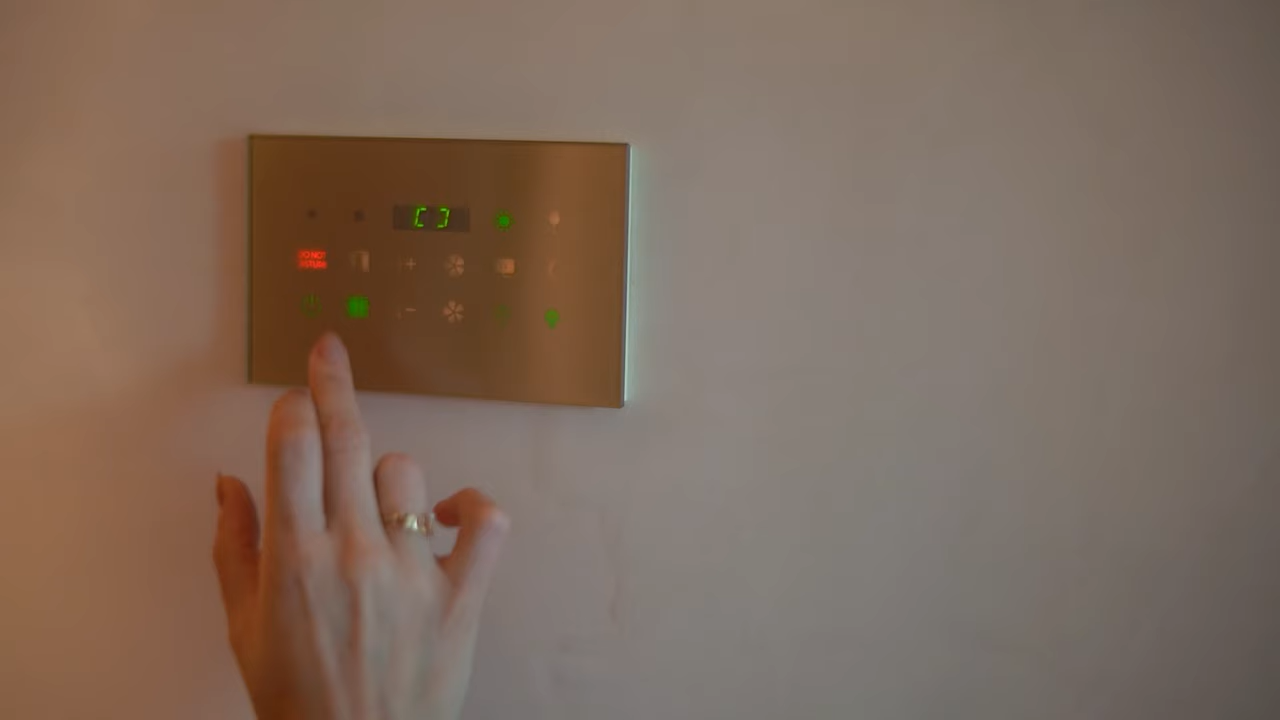 [ ]
+
DO NOT
DISTURB
-